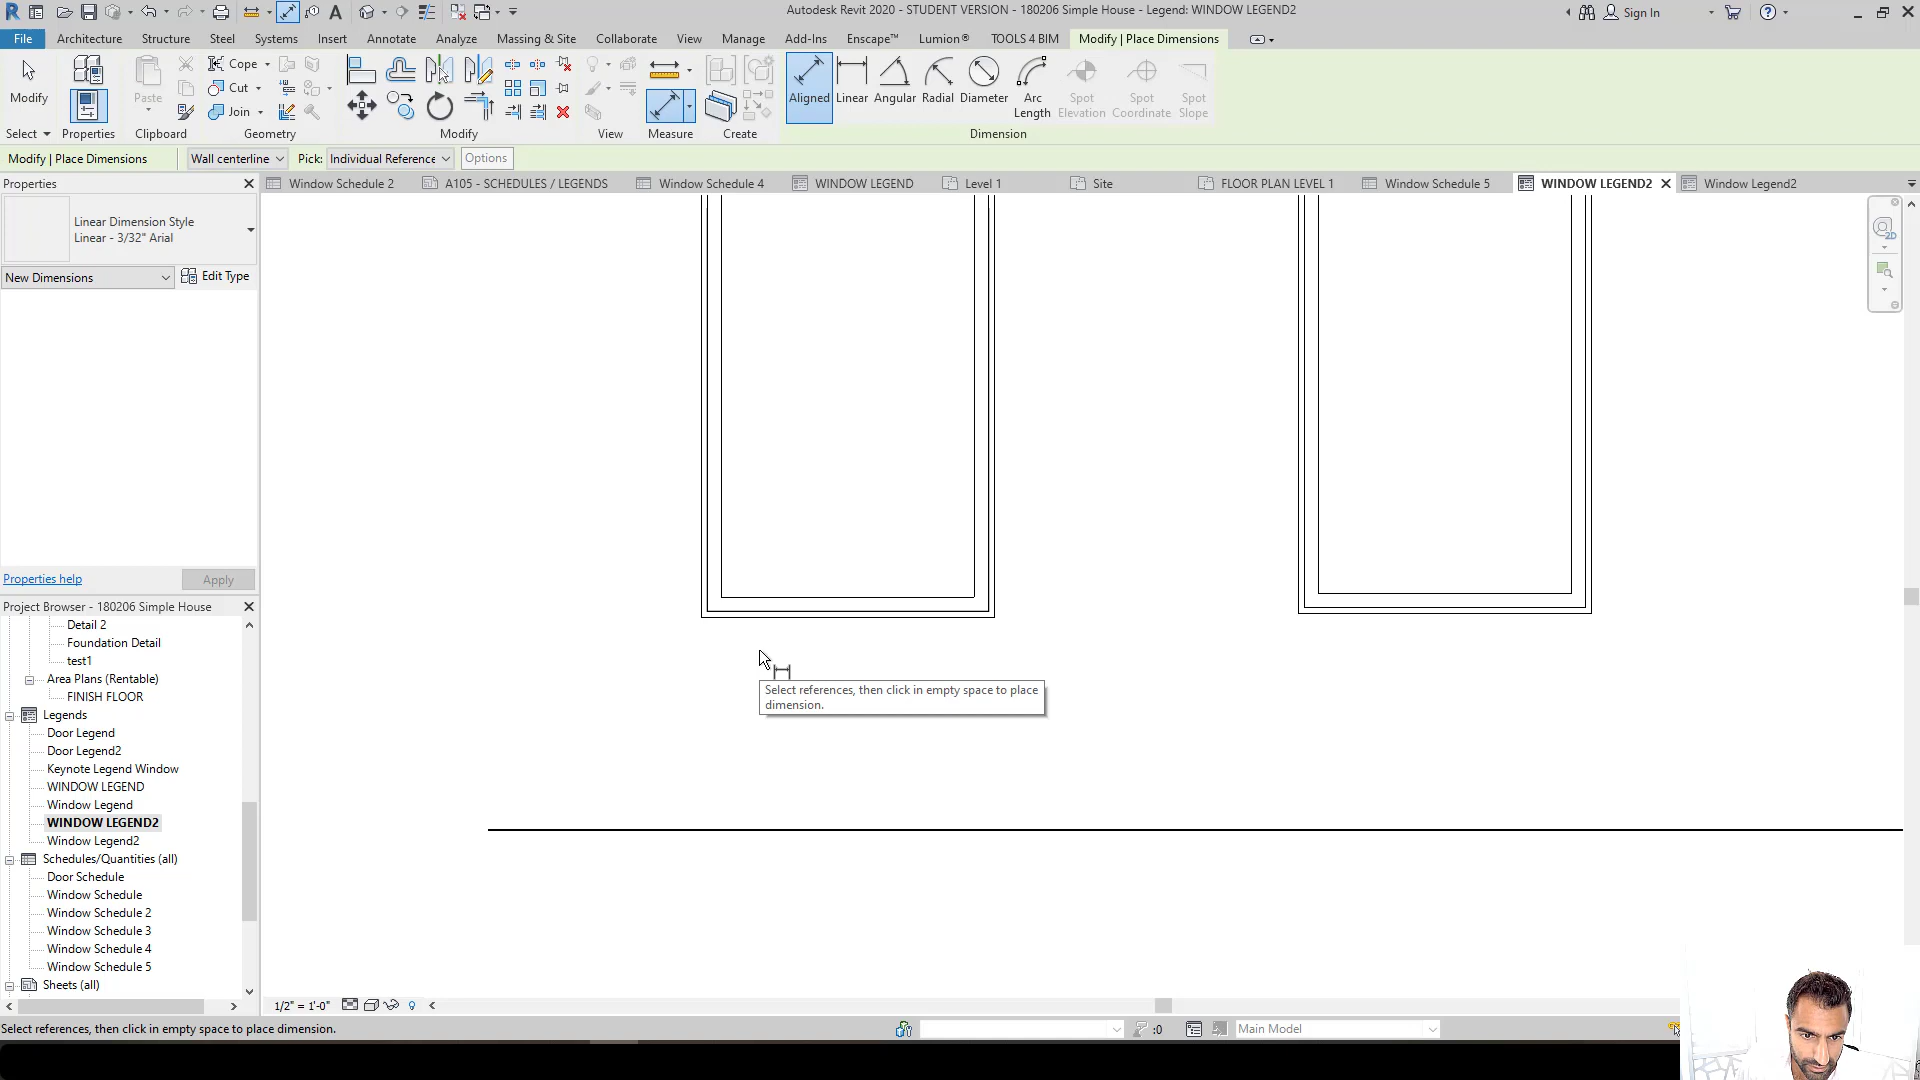 Autodesk Revit 2020 - STUDENT VERSION - 180206 Simple House - Legend: WINDOW LEGEND2
Sign In
File Architecture Structure Steel Systems Insert Annotate Analyze Massing & Site Collaborate View Manage Add-Ins Enscape™ Lumion® TOOLS 4 BIM Modify | Place Dimensions
Modify Paste Cope Cut Join Aligned Linear Angular Radial Diameter Arc Length Spot Elevation Spot Coordinate Spot Slope
Select Properties Clipboard Geometry Modify View Measure Create Dimension
Modify | Place Dimensions Wall centerline Pick: Individual Reference Options
Properties
Window Schedule 2 A105 - SCHEDULES / LEGENDS Window Schedule 4 WINDOW LEGEND Level 1 Site FLOOR PLAN LEVEL 1 Window Schedule 5 WINDOW LEGEND2 Window Legend2
Linear Dimension Style
Linear - 3/32" Arial
New Dimensions Edit Type
2D
Properties help Apply
Project Browser - 180206 Simple House
Detail 2
Foundation Detail
test1
Area Plans (Rentable)
FINISH FLOOR
Legends
Door Legend
Door Legend2
Keynote Legend Window
WINDOW LEGEND
Window Legend
WINDOW LEGEND2
Window Legend2
Schedules/Quantities (all)
Door Schedule
Window Schedule
Window Schedule 2
Window Schedule 3
Window Schedule 4
Window Schedule 5
Sheets (all)
Select references, then click in empty space to place
dimension.
1/2" = 1'-0"
Select references, then click in empty space to place dimension.
:0
Main Model